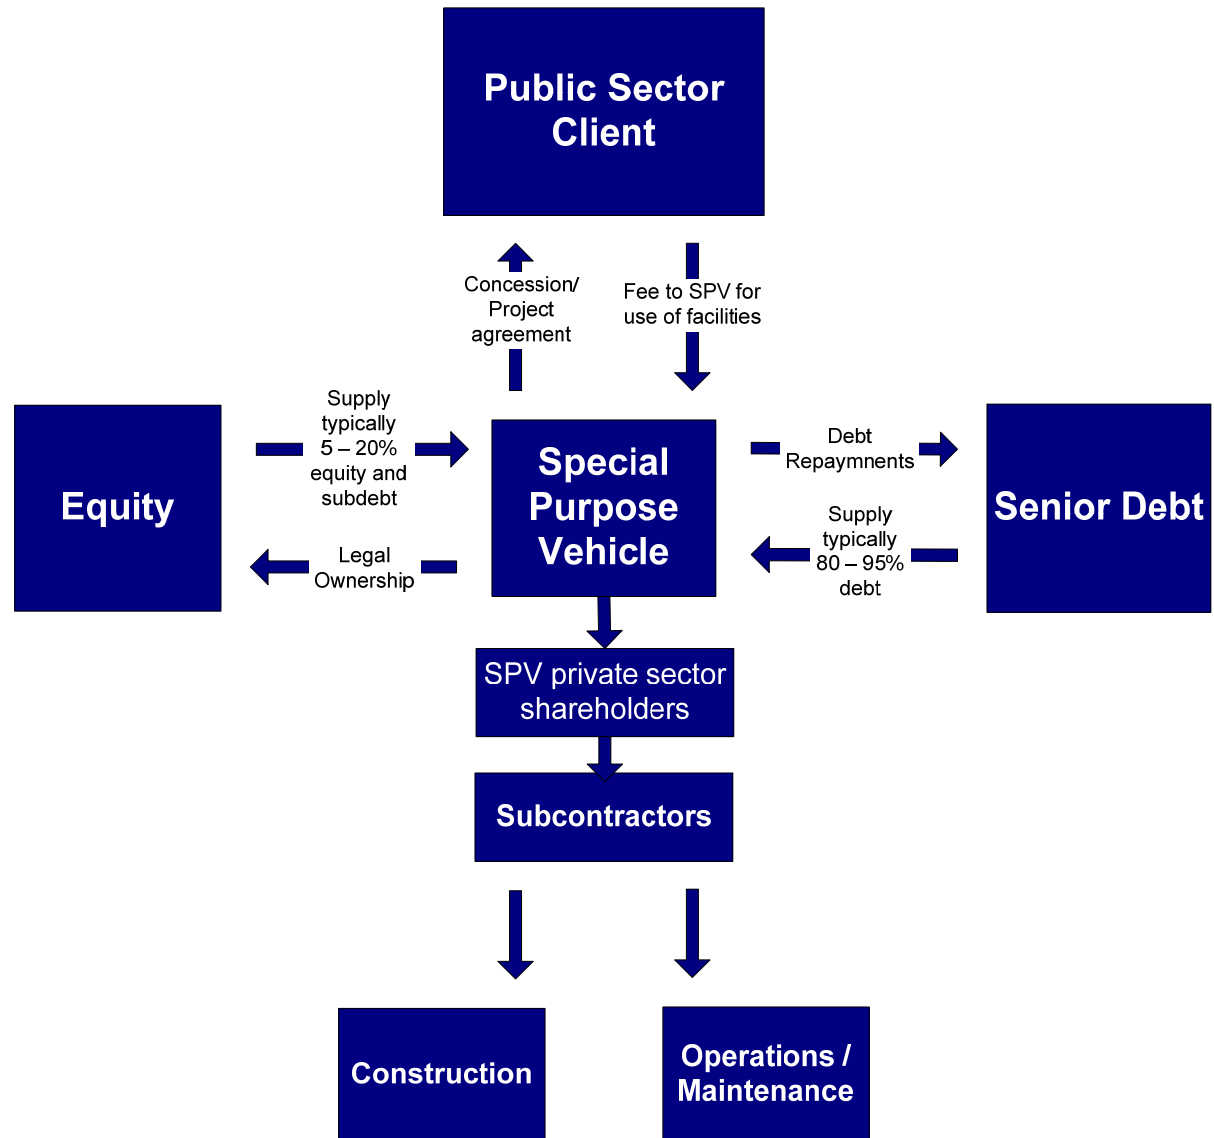 Public Sector
Client
Concession/
Project
agreement
Fee to SPV for
use of facilities
Supply
typically
5 – 20%
equity and
subdebt
Equity
Legal
Ownership
Special
Purpose
Vehicle
Debt
Repaymnents
Senior Debt
Supply
typically
80 – 95%
debt
SPV private sector
shareholders
Subcontractors
Construction
Operations /
Maintenance